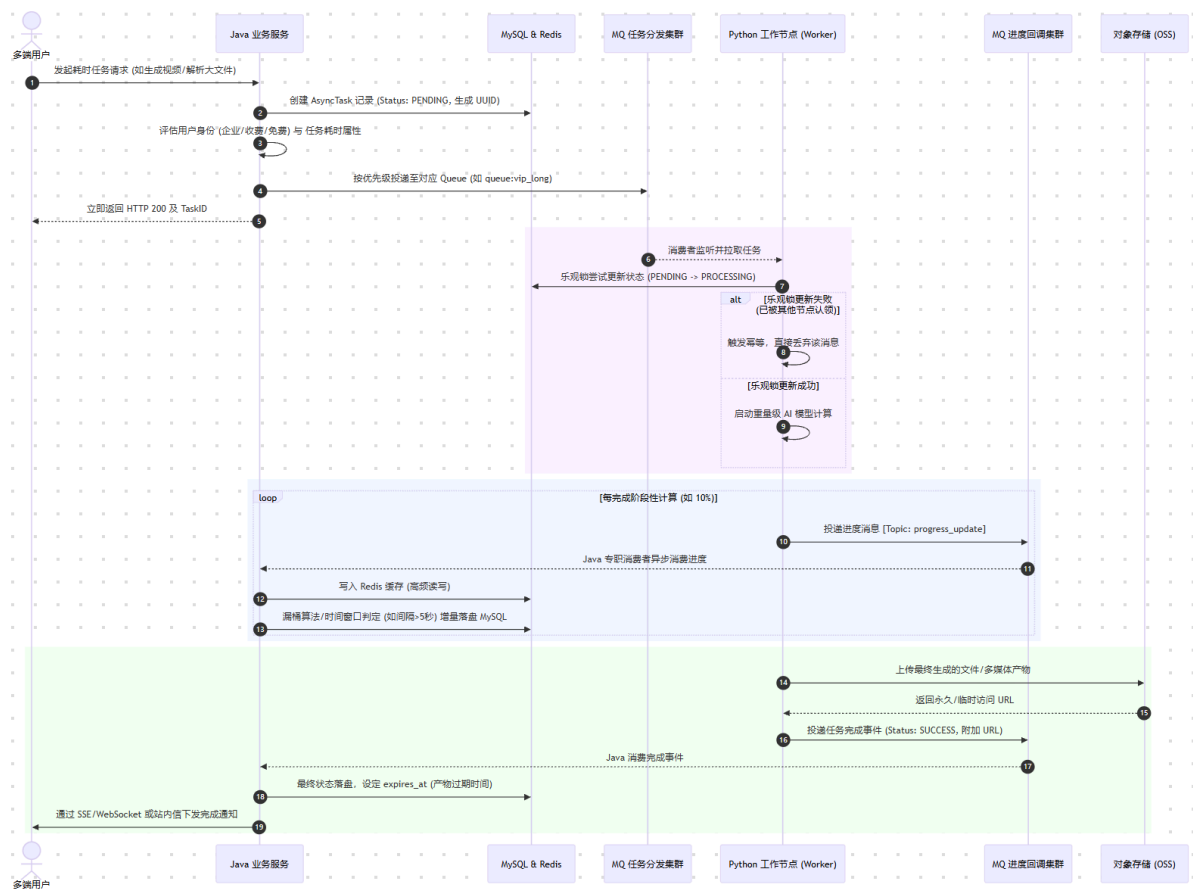 多端用户
Java 业务服务
MySQL & Redis
MQ 任务分发集群
Python 工作节点 (Worker)
MQ 进度回调集群
对象存储 (OSS)
发起耗时任务请求 (如生成视频/解析大文件)
1
创建 AsyncTask 记录 (Status: PENDING, 生成 UUID)
2
评估用户身份 (企业/收费/免费) 与 任务耗时属性
3
按优先级投递至对应 Queue (如 queue:vip_long)
4
立即返回 HTTP 200 及 TaskID
5
消费者监听并拉取任务
6
乐观锁尝试更新状态 (PENDING -> PROCESSING)
7
alt
[乐观锁更新失败
(已被其他节点认领)]
触发幂等，直接丢弃该消息
8
[乐观锁更新成功]
启动重量级 AI 模型计算
9
loop
[每完成阶段性计算 (如 10%)]
投递进度消息 [Topic: progress_update]
10
Java 专职消费者异步消费进度
11
写入 Redis 缓存 (高频读写)
12
漏桶算法/时间窗口判定 (如间隔>5秒) 增量落盘 MySQL
13
上传最终生成的文件/多媒体产物
14
返回永久/临时访问 URL
15
投递任务完成事件 (Status: SUCCESS, 附加 URL)
16
Java 消费完成事件
17
最终状态落盘，设定 expires_at (产物过期时间)
18
通过 SSE/WebSocket 或站内信下发完成通知
19
多端用户
Java 业务服务
MySQL & Redis
MQ 任务分发集群
Python 工作节点 (Worker)
MQ 进度回调集群
对象存储 (OSS)